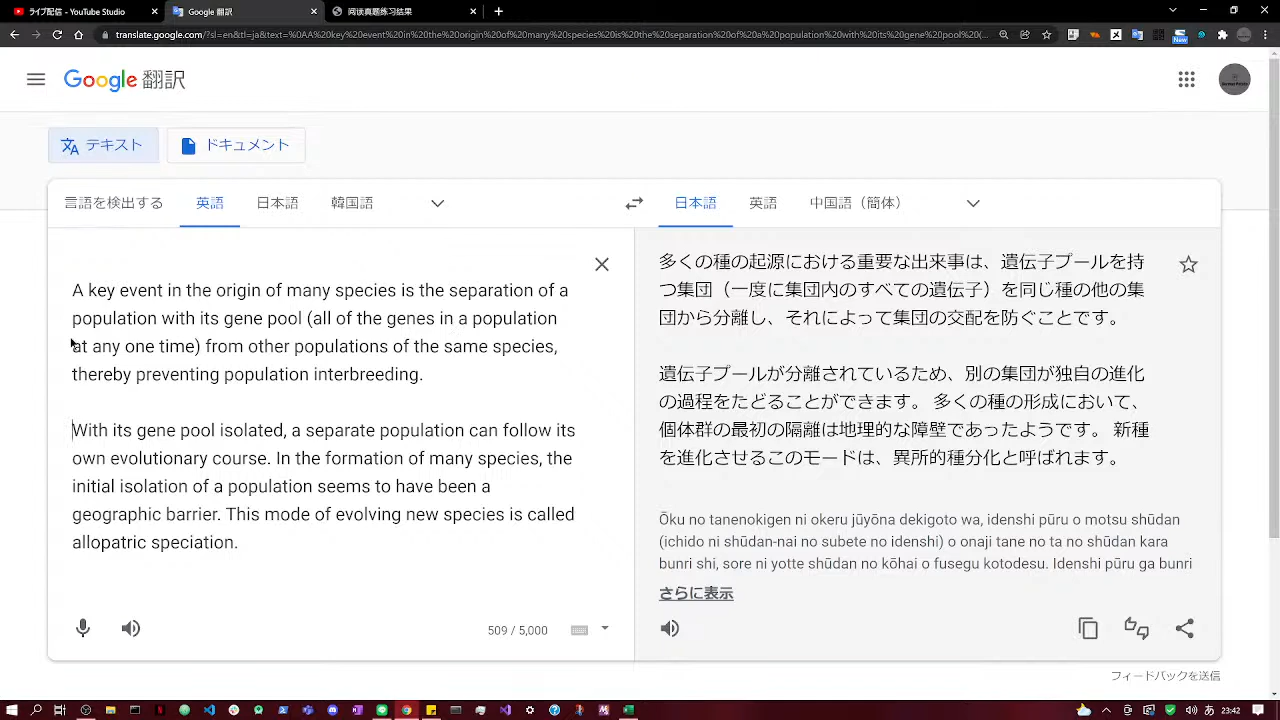 ライブ配信 - YouTube Studio
Google 翻訳
阅读真题练习结果
translate.google.com/?sl=en&tl=ja&text=%0AA%20key%20event%20in%20the%20origin%20of%20many%20species%20is%20the%20separation%20of%20a%20population%20with%20its%20gene%20pool%20(
New
Google 翻訳
テキスト
ドキュメント
言語を検出する 英語 日本語 韓国語
日本語 英語 中国語（簡体）
A key event in the origin of many species is the separation of a
population with its gene pool (all of the genes in a population
at any one time) from other populations of the same species,
thereby preventing population interbreeding.
With its gene pool isolated, a separate population can follow its
own evolutionary course. In the formation of many species, the
initial isolation of a population seems to have been a
geographic barrier. This mode of evolving new species is called
allopatric speciation.
509 / 5,000
多くの種の起源における重要な出来事は、遺伝子プールを持
つ集団（一度に集団内のすべての遺伝子）を同じ種の他の集
団から分離し、それによって集団の交配を防ぐことです。
遺伝子プールが分離されているため、別の集団が独自の進化
の過程をたどることができます。 多くの種の形成において、
個体群の最初の隔離は地理的な障壁であったようです。 新種
を進化させるこのモードは、異所的種分化と呼ばれます。
Ōku no tanenokigen ni okeru jūyōna dekigoto wa, idenshi pūru o motsu shūdan
(ichido ni shūdan-nai no subete no idenshi) o onaji tane no ta no shūdan kara
bunri shi, sore ni yotte shūdan no kōhai o fusegu kotodesu. Idenshi pūru ga bunri
さらに表示
フィードバックを送信
あ 23:42